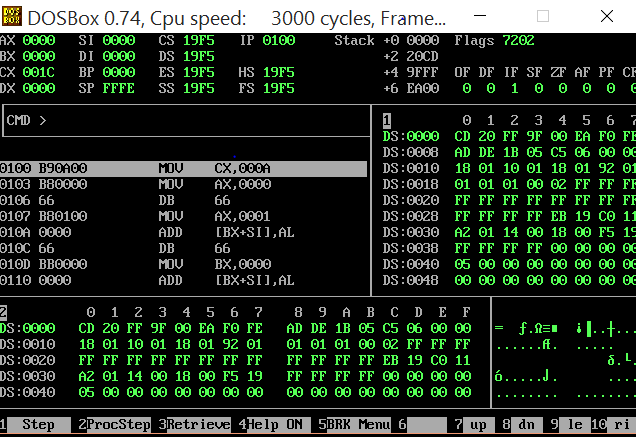 DOSBox 0.74, Cpu speed: 3000 cycles, Frame...
AX 0000 SI 0000 CS 19F5 IP 0100 Stack +0 0000 Flags 7202
BX 0000 DI 0000 DS 19F5 +2 20CD
CX 001C BP 0000 ES 19F5 HS 19F5 +4 9FFF OF DF IF SF ZF AF PF CF
DX 0000 SP FFFE SS 19F5 FS 19F5 +6 EA00 0 0 1 0 0 0 0 0
CMD >
1 0 1 2 3 4 5 6 7
DS:0000 CD 20 FF 9F 00 EA F0 FE
DS:0008 AD DE 1B 05 C5 06 00 00
DS:0010 18 01 10 01 18 01 92 01
DS:0018 01 01 01 00 02 FF FF FF
DS:0020 FF FF FF FF FF FF FF FF
DS:0028 FF FF FF FF EB 19 C0 11
DS:0030 A2 01 14 00 18 00 F5 19
DS:0038 FF FF FF FF 00 00 00 00
DS:0040 05 00 00 00 00 00 00 00
DS:0048 00 00 00 00 00 00 00 00
0100 B90A00 MOV CX,000A
0103 B80000 MOV AX,0000
0106 66 DB 66
0107 B80100 MOV AX,0001
010A 0000 ADD [BX+SI],AL
010C 66 DB 66
010D BB0000 MOV BX,0000
0110 0000 ADD [BX+SI],AL
2 0 1 2 3 4 5 6 7 8 9 A B C D E F
DS:0000 CD 20 FF 9F 00 EA F0 FE AD DE 1B 05 C5 06 00 00
DS:0010 18 01 10 01 18 01 92 01 01 01 01 00 02 FF FF FF
DS:0020 FF FF FF FF FF FF FF FF FF FF FF FF EB 19 C0 11
DS:0030 A2 01 14 00 18 00 F5 19 FF FF FF FF 00 00 00 00
DS:0040 05 00 00 00 00 00 00 00 00 00 00 00 00 00 00 00
1 Step 2 ProcStep 3 Retrieve 4 Help ON 5 BRK Menu 6 7 up 8 dn 9 le 10 ri